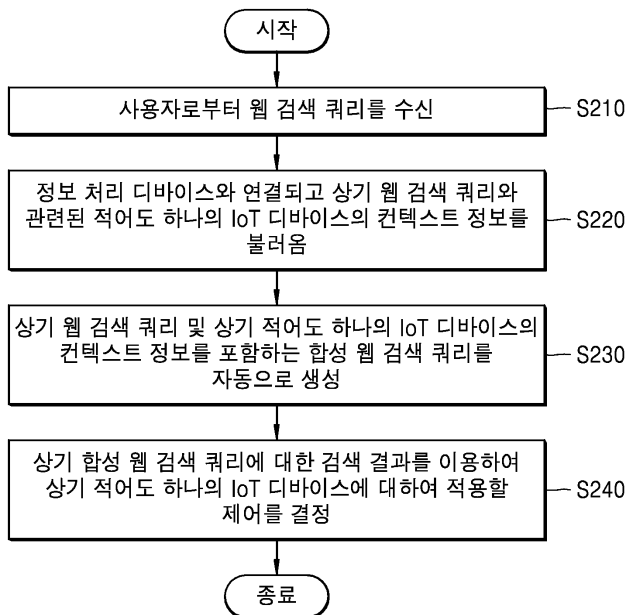 시작
사용자로부터 웹 검색 쿼리를 수신
S210
정보 처리 디바이스와 연결되고 상기 웹 검색 쿼리와
관련된 적어도 하나의 IoT 디바이스의 컨텍스트 정보를
불러옴
S220
상기 웹 검색 쿼리 및 상기 적어도 하나의 IoT 디바이스의
컨텍스트 정보를 포함하는 합성 웹 검색 쿼리를
자동으로 생성
S230
상기 합성 웹 검색 쿼리에 대한 검색 결과를 이용하여
상기 적어도 하나의 IoT 디바이스에 대하여 적용할
제어를 결정
S240
종료